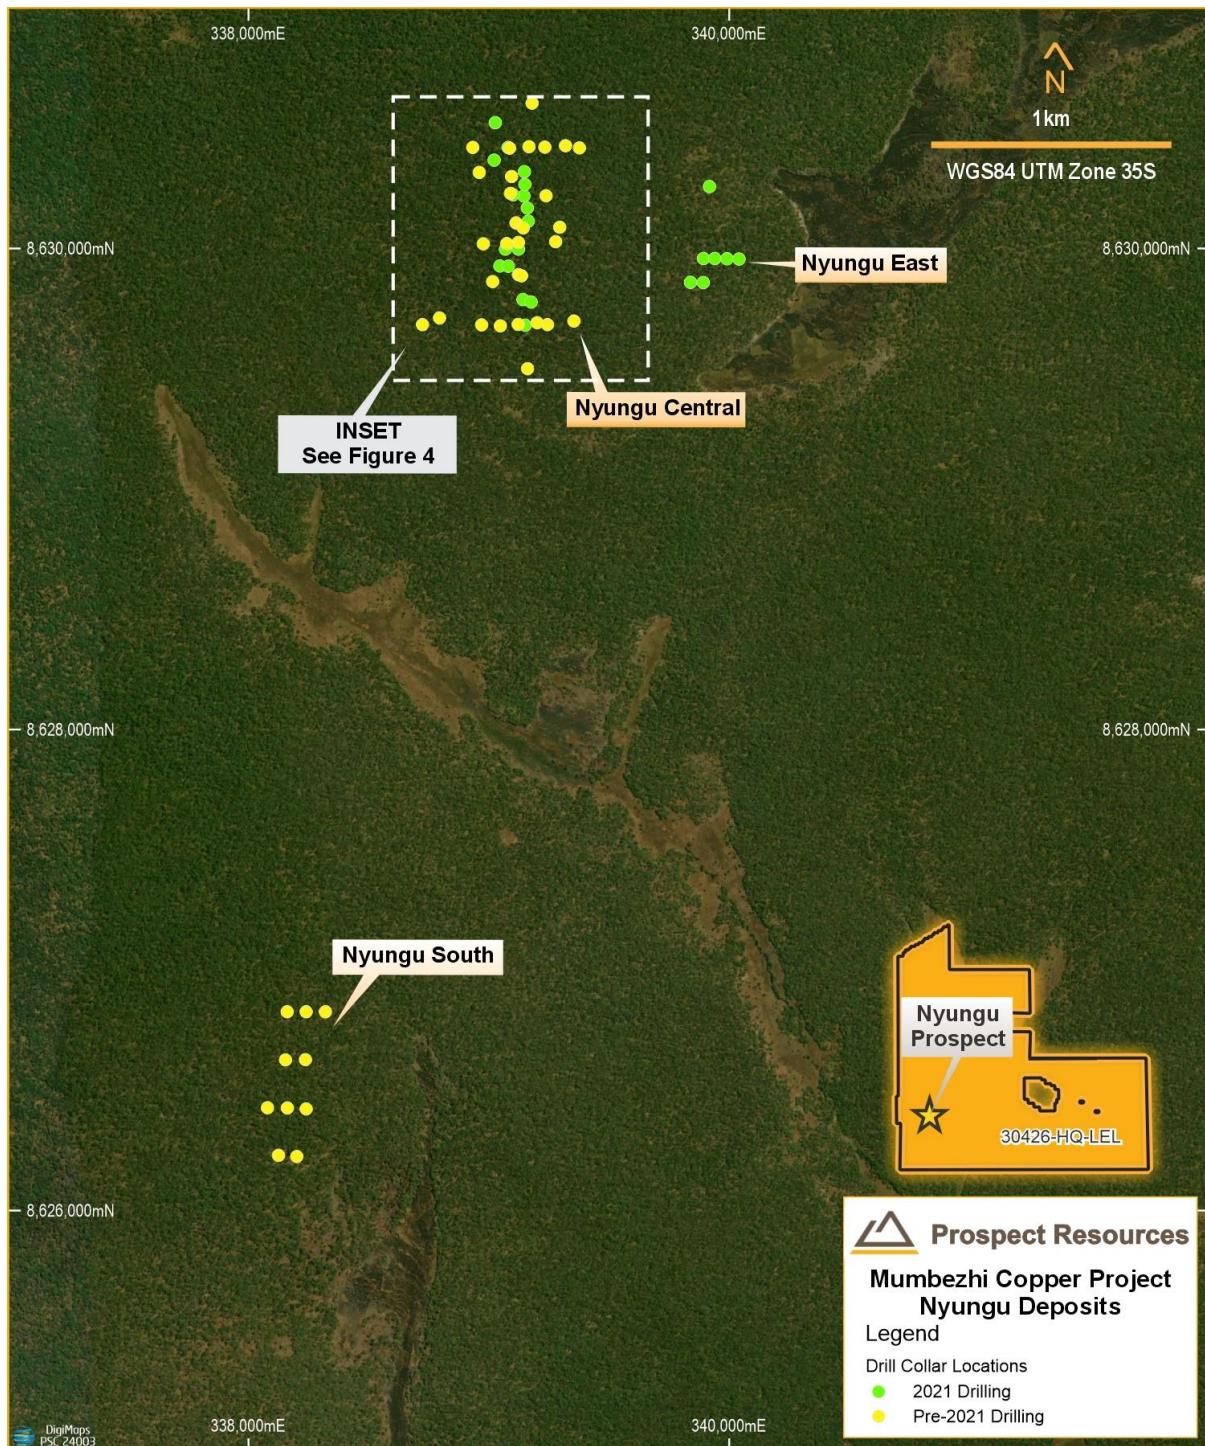 338,000mE
340,000mE
N
1km
WGS84 UTM Zone 35S
8,630,000mN
8,630,000mN
Nyungu East
Nyungu Central
INSET
See Figure 4
8,628,000mN
8,628,000mN
Nyungu South
Nyungu
Prospect
30426-HQ-LEL
8,626,000mN
Prospect Resources
Mumbezhi Copper Project
Nyungu Deposits
Legend
Drill Collar Locations
2021 Drilling
Pre-2021 Drilling
338,000mE
340,000mE
DigiMaps
PSC 24003